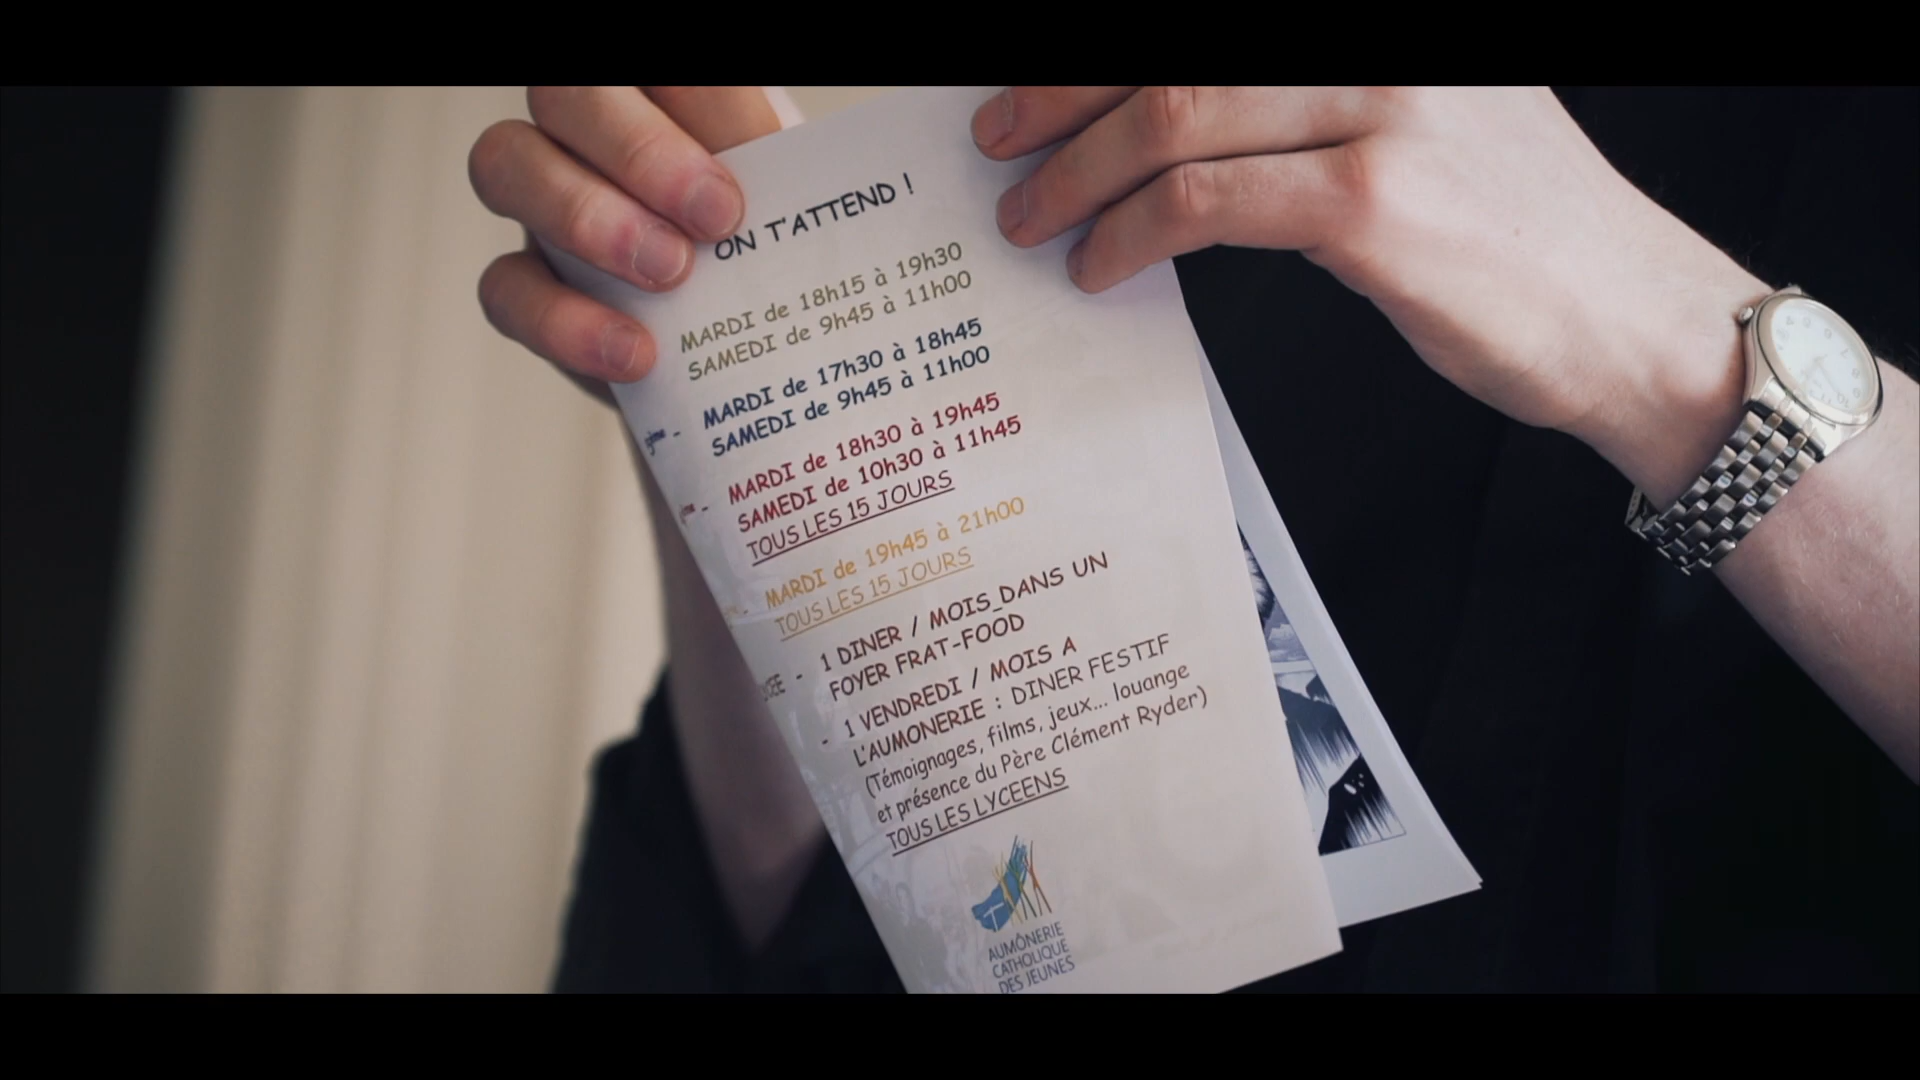 ON T'ATTEND !
MARDI de 18h15 à 19h30
SAMEDI de 9h45 à 11h00
MARDI de 17h30 à 18h45
SAMEDI de 9h45 à 11h00
- MARDI de 18h30 à 19h45
SAMEDI de 10h30 à 11h45
TOUS LES 15 JOURS
- MARDI de 19h45 à 21h00
TOUS LES 15 JOURS
- 1 DINER / MOIS DANS UN
FOYER FRAT-FOOD
- 1 VENDREDI / MOIS A
L'AUMONERIE : DINER FESTIF
(Témoignages, films, jeux... louange
et présence du Père Clément Ryder)
TOUS LES LYCEENS
AUMÔNERIE
CATHOLIQUE
DES JEUNES